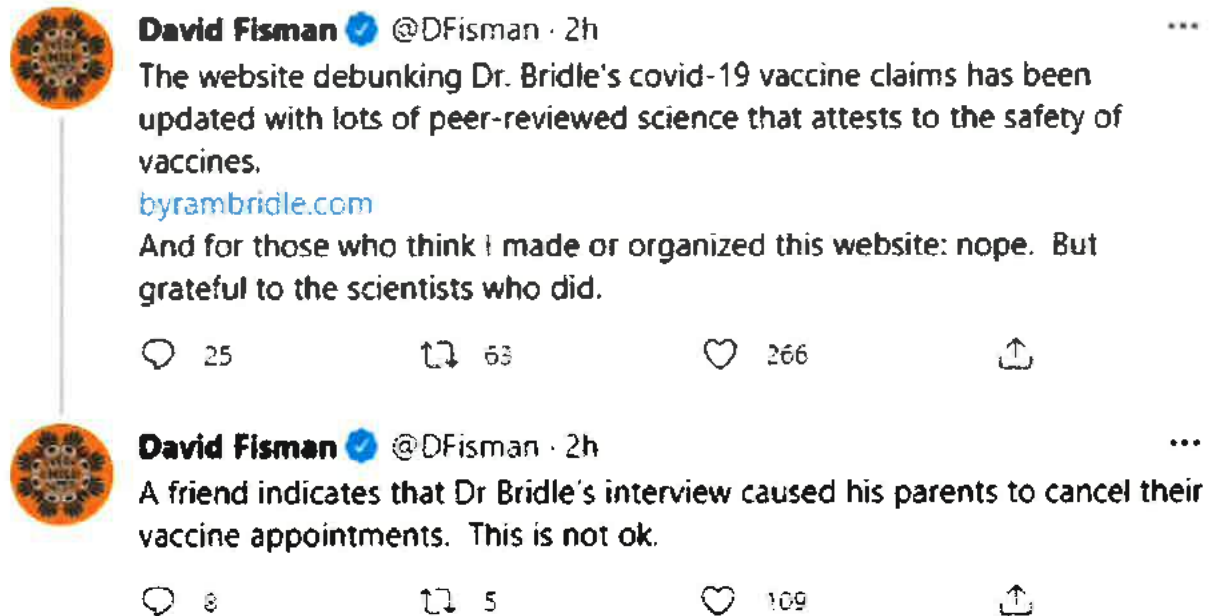 David Fisman @DFisman · 2h
The website debunking Dr. Bridle's covid-19 vaccine claims has been
updated with lots of peer-reviewed science that attests to the safety of
vaccines.
byrambridle.com
And for those who think I made or organized this website: nope. But
grateful to the scientists who did.
25 63 266
David Fisman @DFisman · 2h
A friend indicates that Dr Bridle's interview caused his parents to cancel their
vaccine appointments. This is not ok.
8 5 109